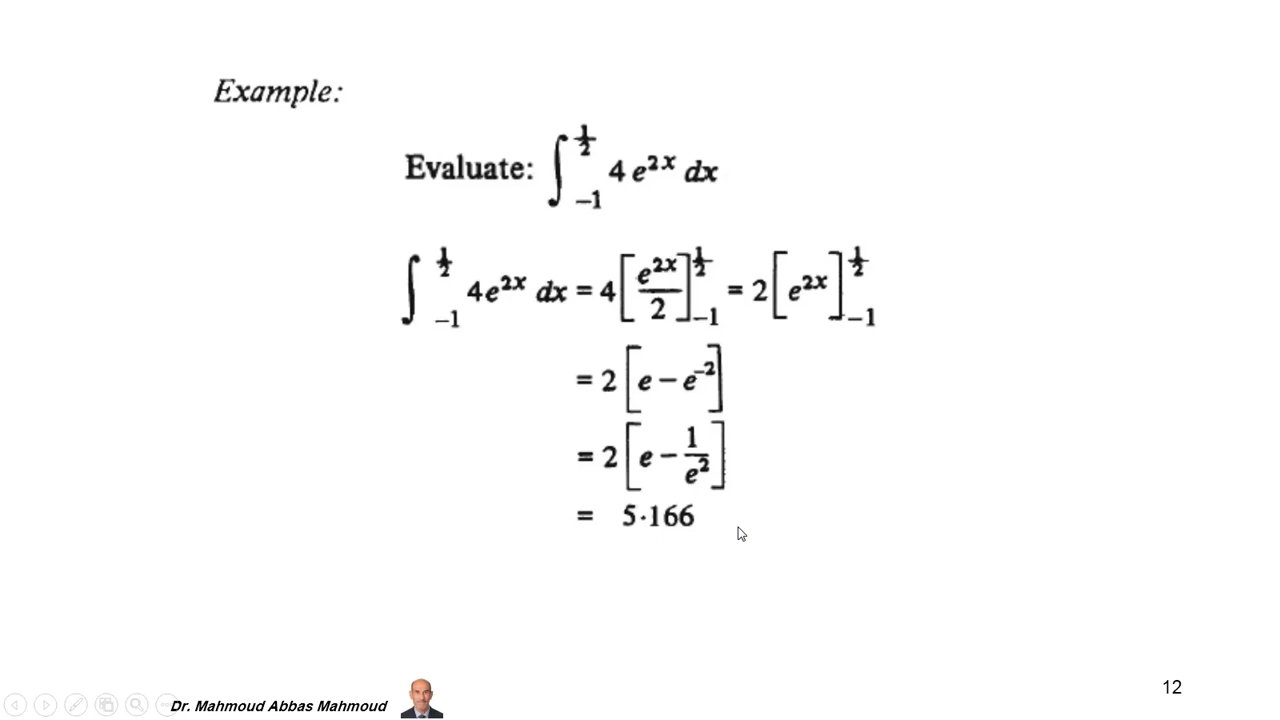 Example:
Evaluate: ∫_{-1}^{1/2} 4 e^{2x} dx
∫_{-1}^{1/2} 4e^{2x} dx = 4[e^{2x}/2]_{-1}^{1/2} = 2[e^{2x}]_{-1}^{1/2}
= 2[e − e^{-2}]
= 2[e − 1/e^{2}]
= 5·166
12
Dr. Mahmoud Abbas Mahmoud